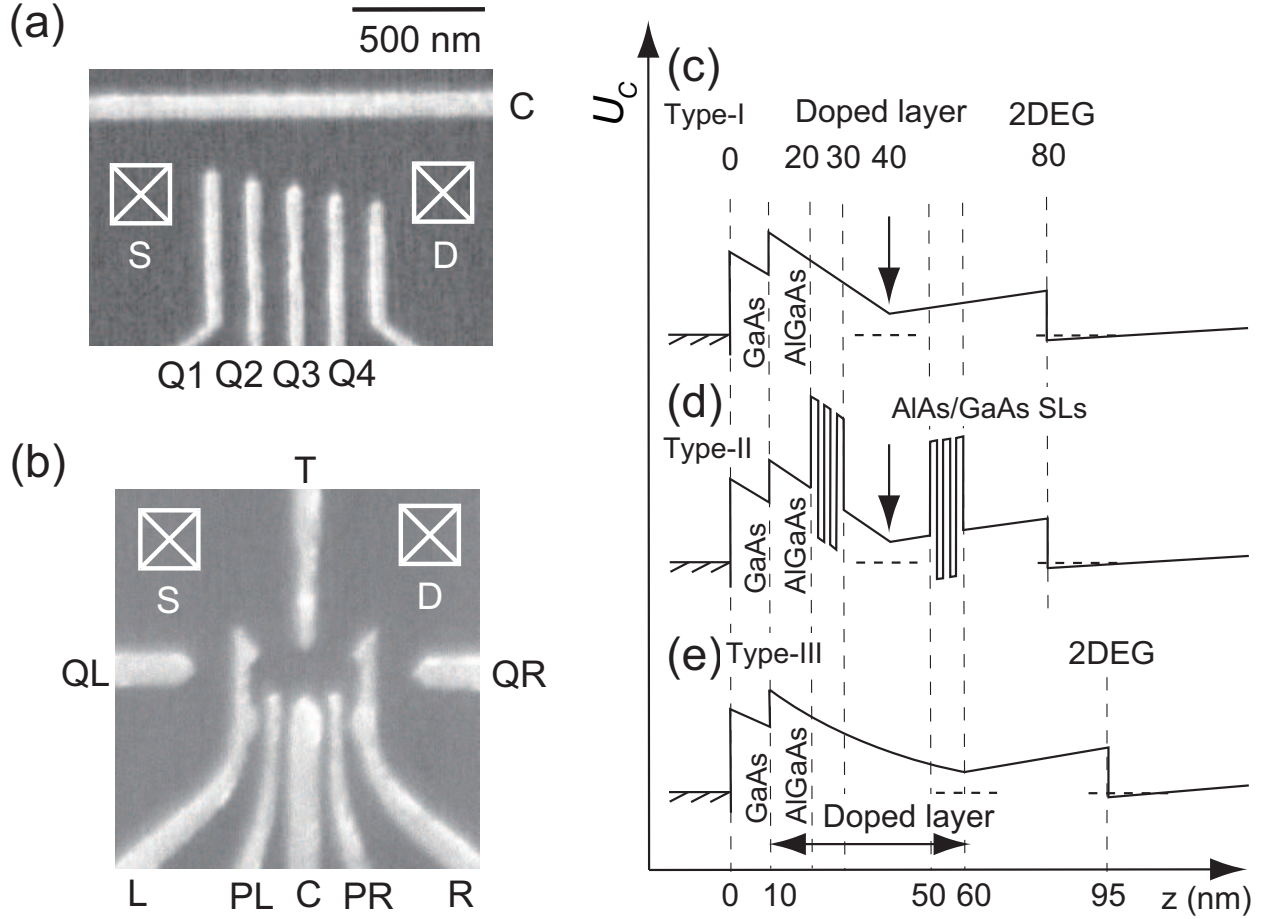 (a)
500 nm
C
S
D
Q1 Q2 Q3 Q4
(b)
T
S
D
QL
QR
L PL C PR R
U_C
(c)
Type-I Doped layer 2DEG
0 20 30 40 80
GaAs
AlGaAs
(d)
AlAs/GaAs SLs
Type-II
GaAs
AlGaAs
(e) Type-III 2DEG
GaAs
AlGaAs
Doped layer
0 10 50 60 95 z (nm)